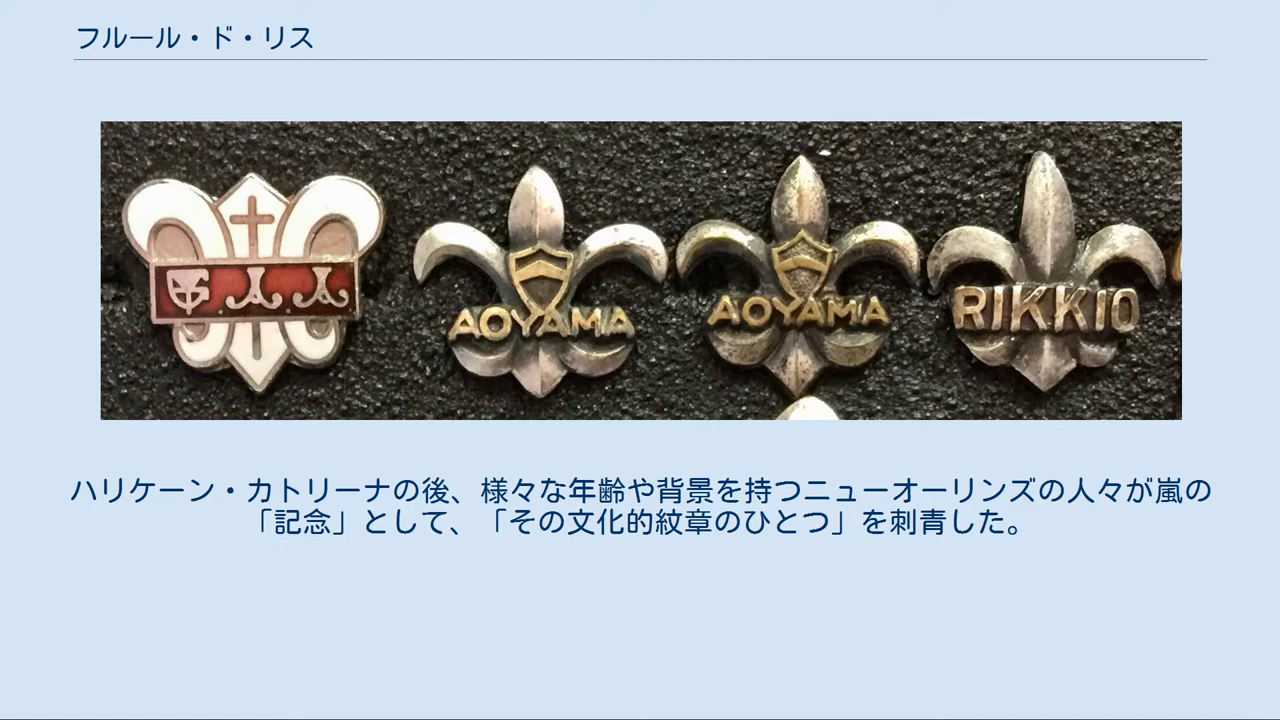 フルール・ド・リス
AOYAMA
AOYAMA
RIKKIO
ハリケーン・カトリーナの後、様々な年齢や背景を持つニューオーリンズの人々が嵐の
「記念」として、「その文化的紋章のひとつ」を刺青した。